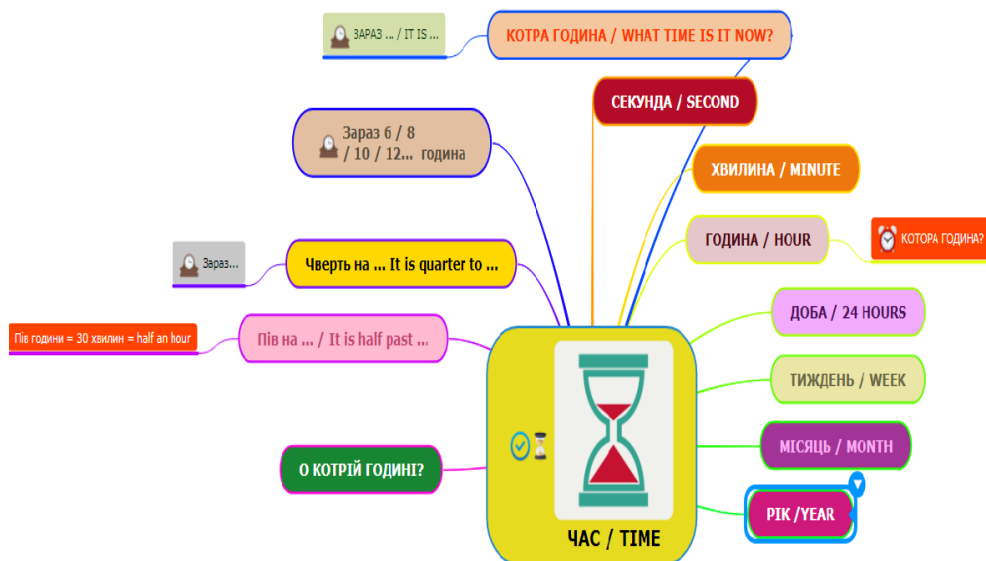 ЗАРАЗ ... / IT IS ...
КОТРА ГОДИНА / WHAT TIME IS IT NOW?
СЕКУНДА / SECOND
Зараз 6 / 8
/ 10 / 12... година
ХВИЛИНА / MINUTE
ГОДИНА / HOUR
КОТОРА ГОДИНА?
Зараз...
Чверть на ... It is quarter to ...
ДОБА / 24 HOURS
Пів години = 30 хвилин = half an hour
Пів на ... / It is half past ...
ТИЖДЕНЬ / WEEK
МІСЯЦЬ / MONTH
О КОТРІЙ ГОДИНІ?
РІК /YEAR
ЧАС / TIME